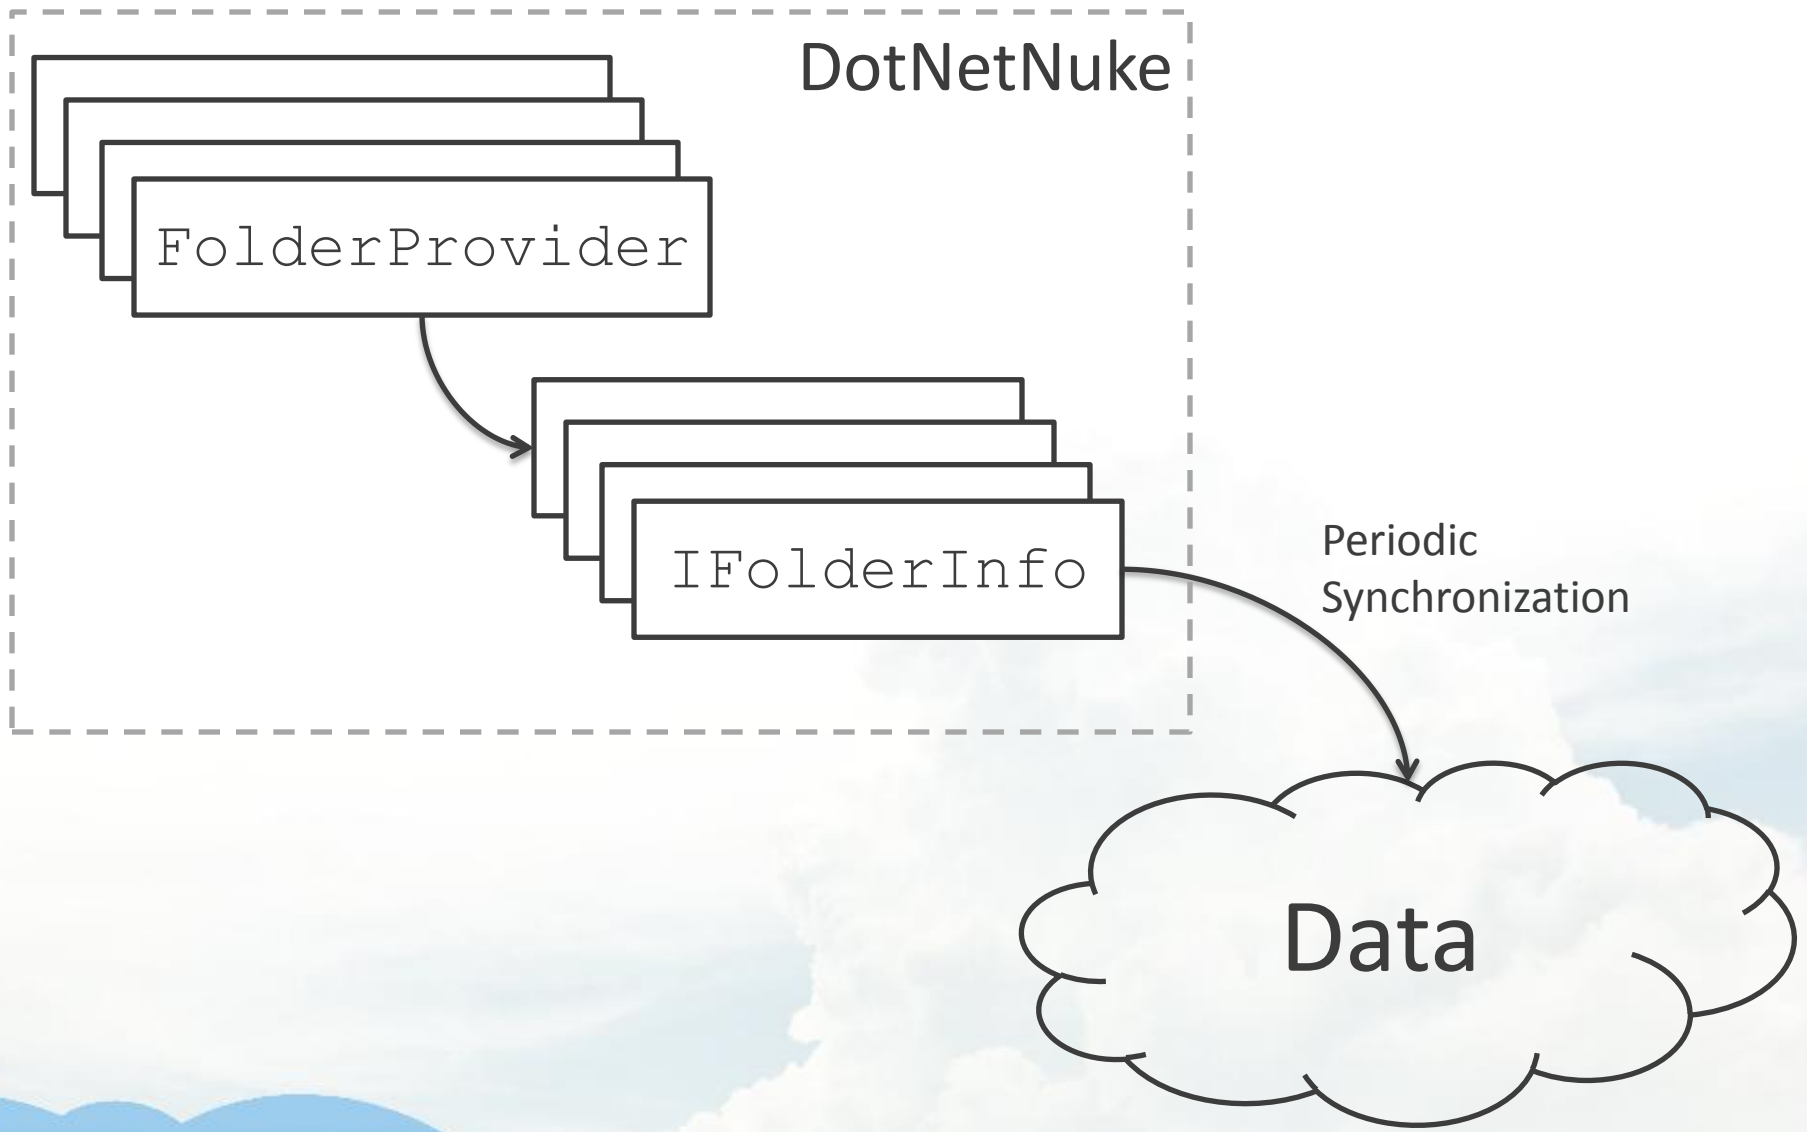 DotNetNuke
FolderProvider
IFolderInfo
Periodic
Synchronization
Data